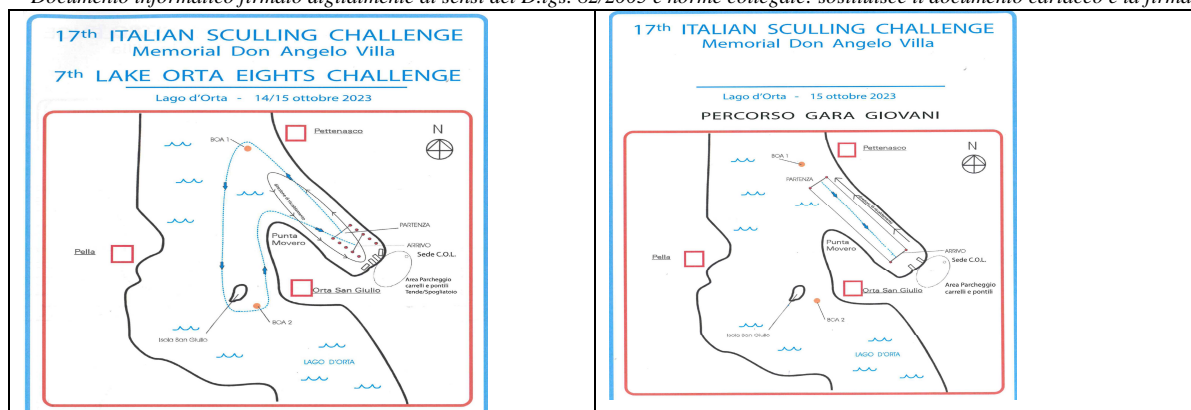 Documento informatico firmato digitalmente ai sensi del D.lgs. 82/2005 e norme collegate: sostituisce il documento cartaceo e la firma
17th ITALIAN SCULLING CHALLENGE
Memorial Don Angelo Villa
7th LAKE ORTA EIGHTS CHALLENGE
Lago d'Orta - 14/15 ottobre 2023
Pettenasco
N
BOA 1
PARTENZA
Punta
Movero
ARRIVO
Sede C.O.L.
Pella
Area Parcheggio
carrelli e pontili
Tende/Spogliatoio
Orta San Giulio
BOA 2
Isola San Giulio
LAGO D'ORTA
17th ITALIAN SCULLING CHALLENGE
Memorial Don Angelo Villa
Lago d'Orta - 15 ottobre 2023
PERCORSO GARA GIOVANI
Pettenasco
N
BOA 1
PARTENZA
Punta
Movero
ARRIVO
Sede C.O.L.
Pella
Area Parcheggio
carrelli e pontili
Orta San Giulio
BOA 2
Isola San Giulio
LAGO D'ORTA